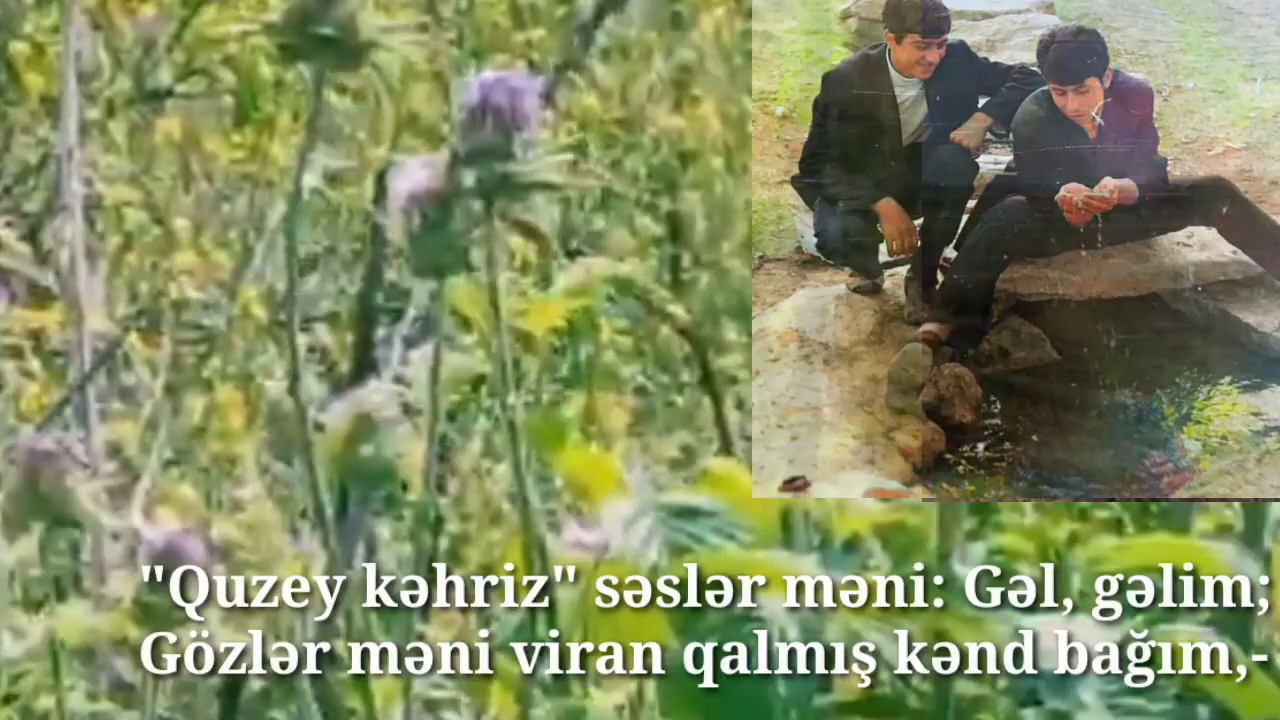 "Quzey kəhriz" səslər məni: Gəl, gəlim;
Gözlər məni viran qalmış kənd bağım,-